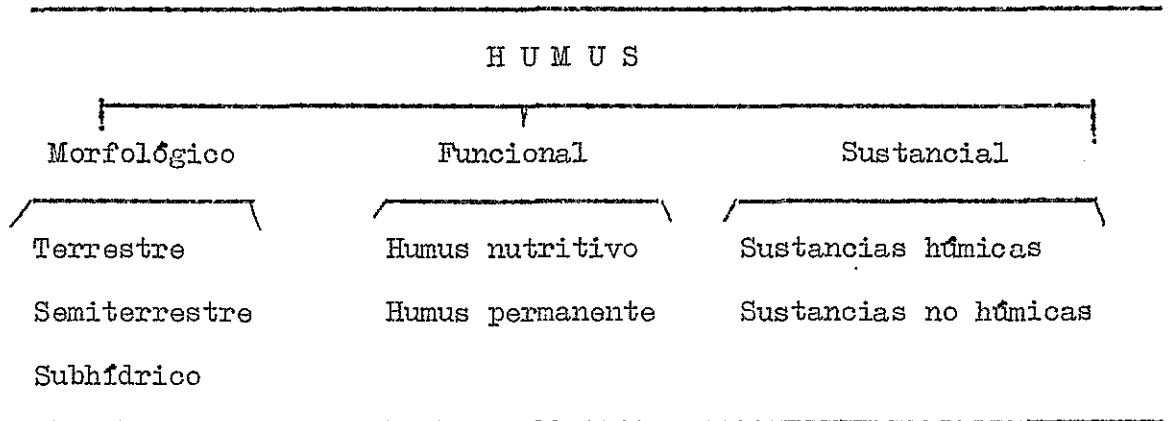 H U M U S
Morfológico Funcional Sustancial
Terrestre Humus nutritivo Sustancias húmicas
Semiterrestre Humus permanente Sustancias no húmicas
Subhídrico